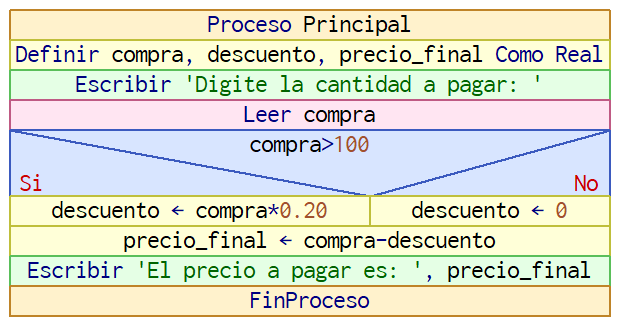 Proceso Principal
Definir compra, descuento, precio_final Como Real
Escribir 'Digite la cantidad a pagar: '
Leer compra
compra>100
Si No
descuento ← compra*0.20 descuento ← 0
precio_final ← compra-descuento
Escribir 'El precio a pagar es: ', precio_final
FinProceso